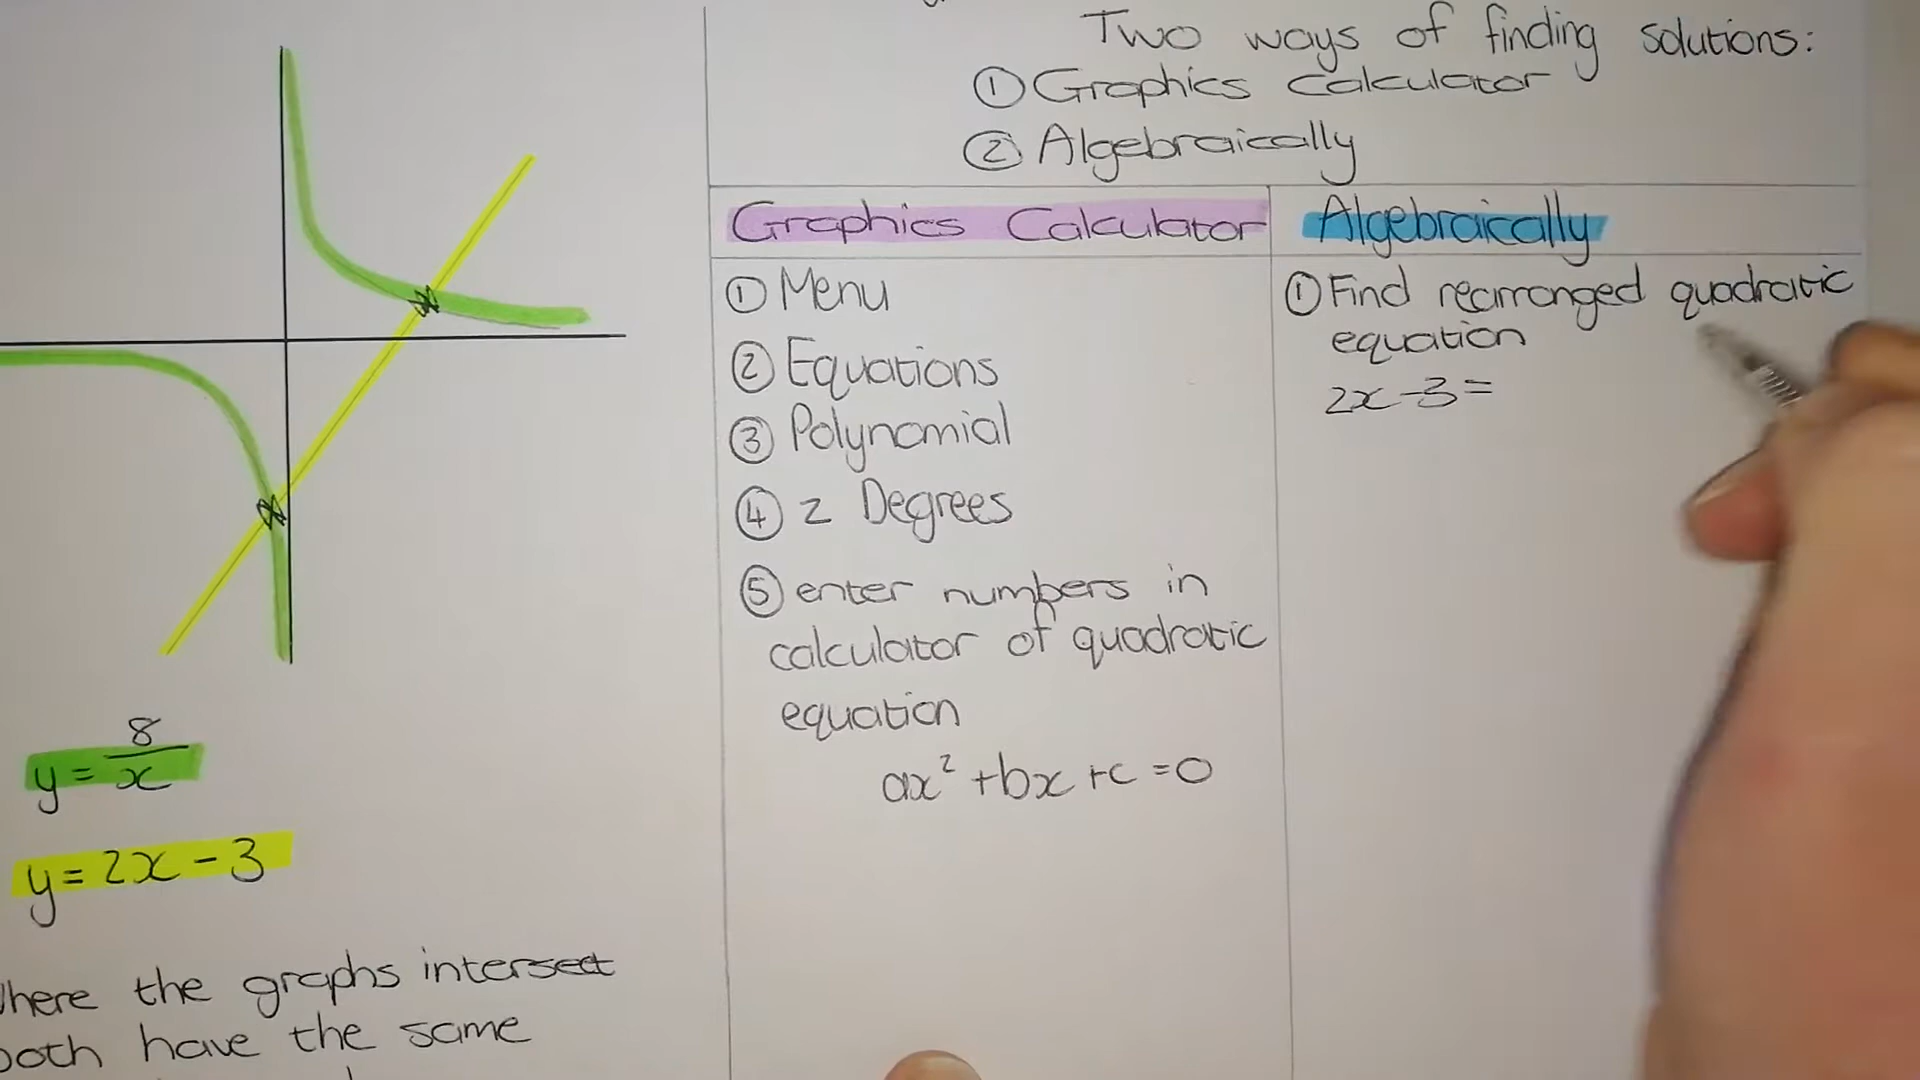 Two ways of finding solutions:
① Graphics Calculator
② Algebraically
Graphics Calculator
① Menu
② Equations
③ Polynomial
④ 2 Degrees
⑤ enter numbers in
calculator of quadratic
equation
ax² + bx + c = 0
Algebraically
① Find rearranged quadratic
equation
2x - 3 =
y = 8/x
y = 2x - 3
the graphs intersect
have the same